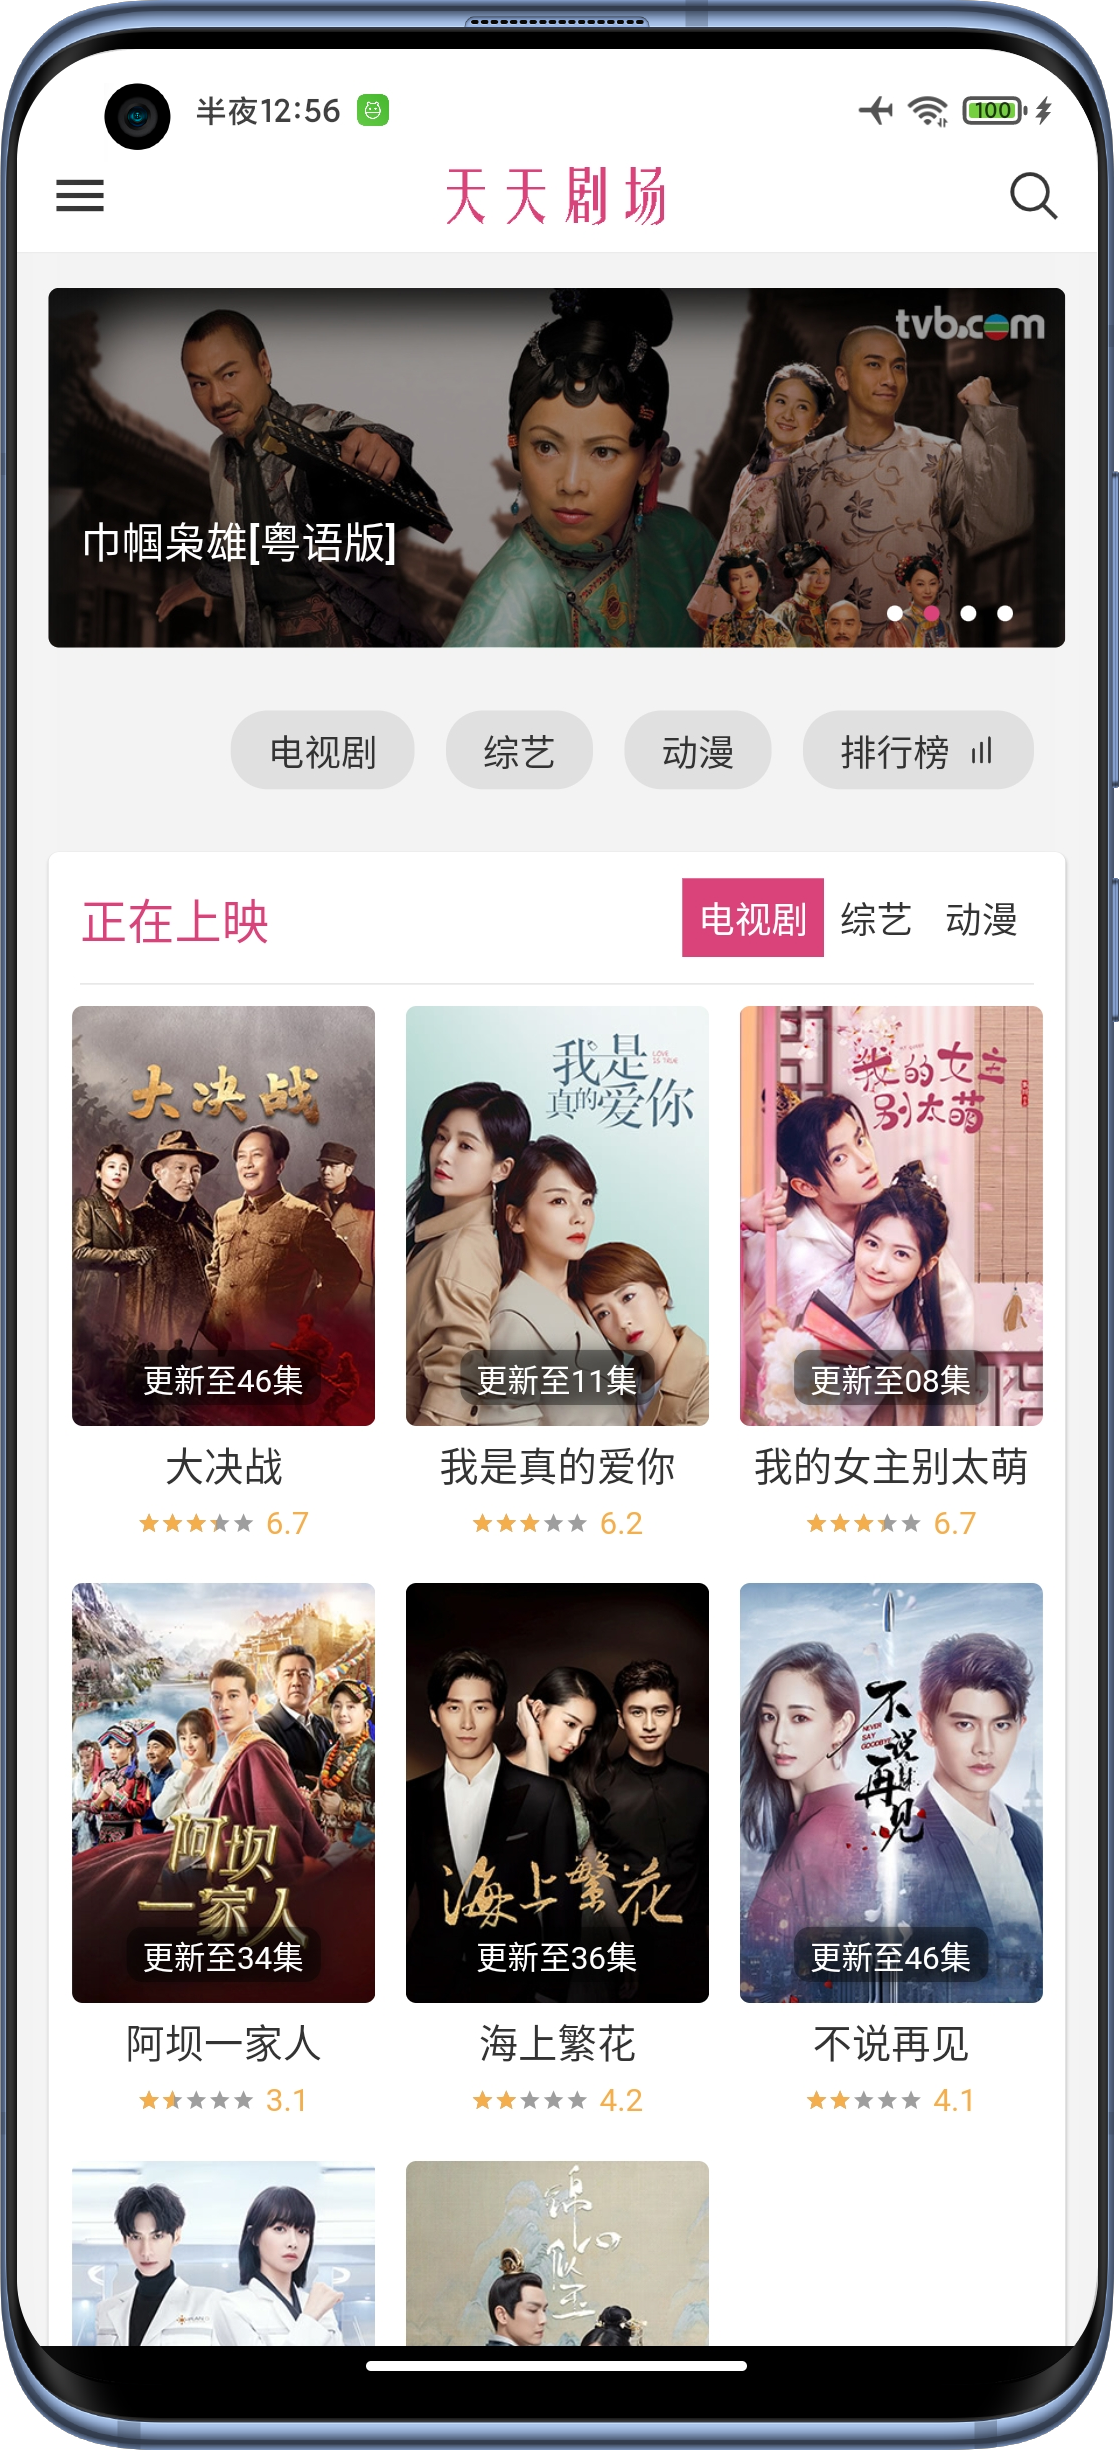 半夜12:56
100
天天剧场
tvb.com
巾帼枭雄[粤语版]
电视剧 综艺 动漫 排行榜
正在上映
电视剧 综艺 动漫
大决战
更新至46集
大决战
6.7
我是
真的爱你
LOVE
IS TRUE
更新至11集
我是真的爱你
6.2
我的女主
别太萌
更新至08集
我的女主别太萌
6.7
阿坝
一家人
更新至34集
阿坝一家人
3.1
海上繁花
更新至36集
海上繁花
4.2
不说再见
NEVER
SAY
GOODBYE
更新至46集
不说再见
4.1
锦心似玉